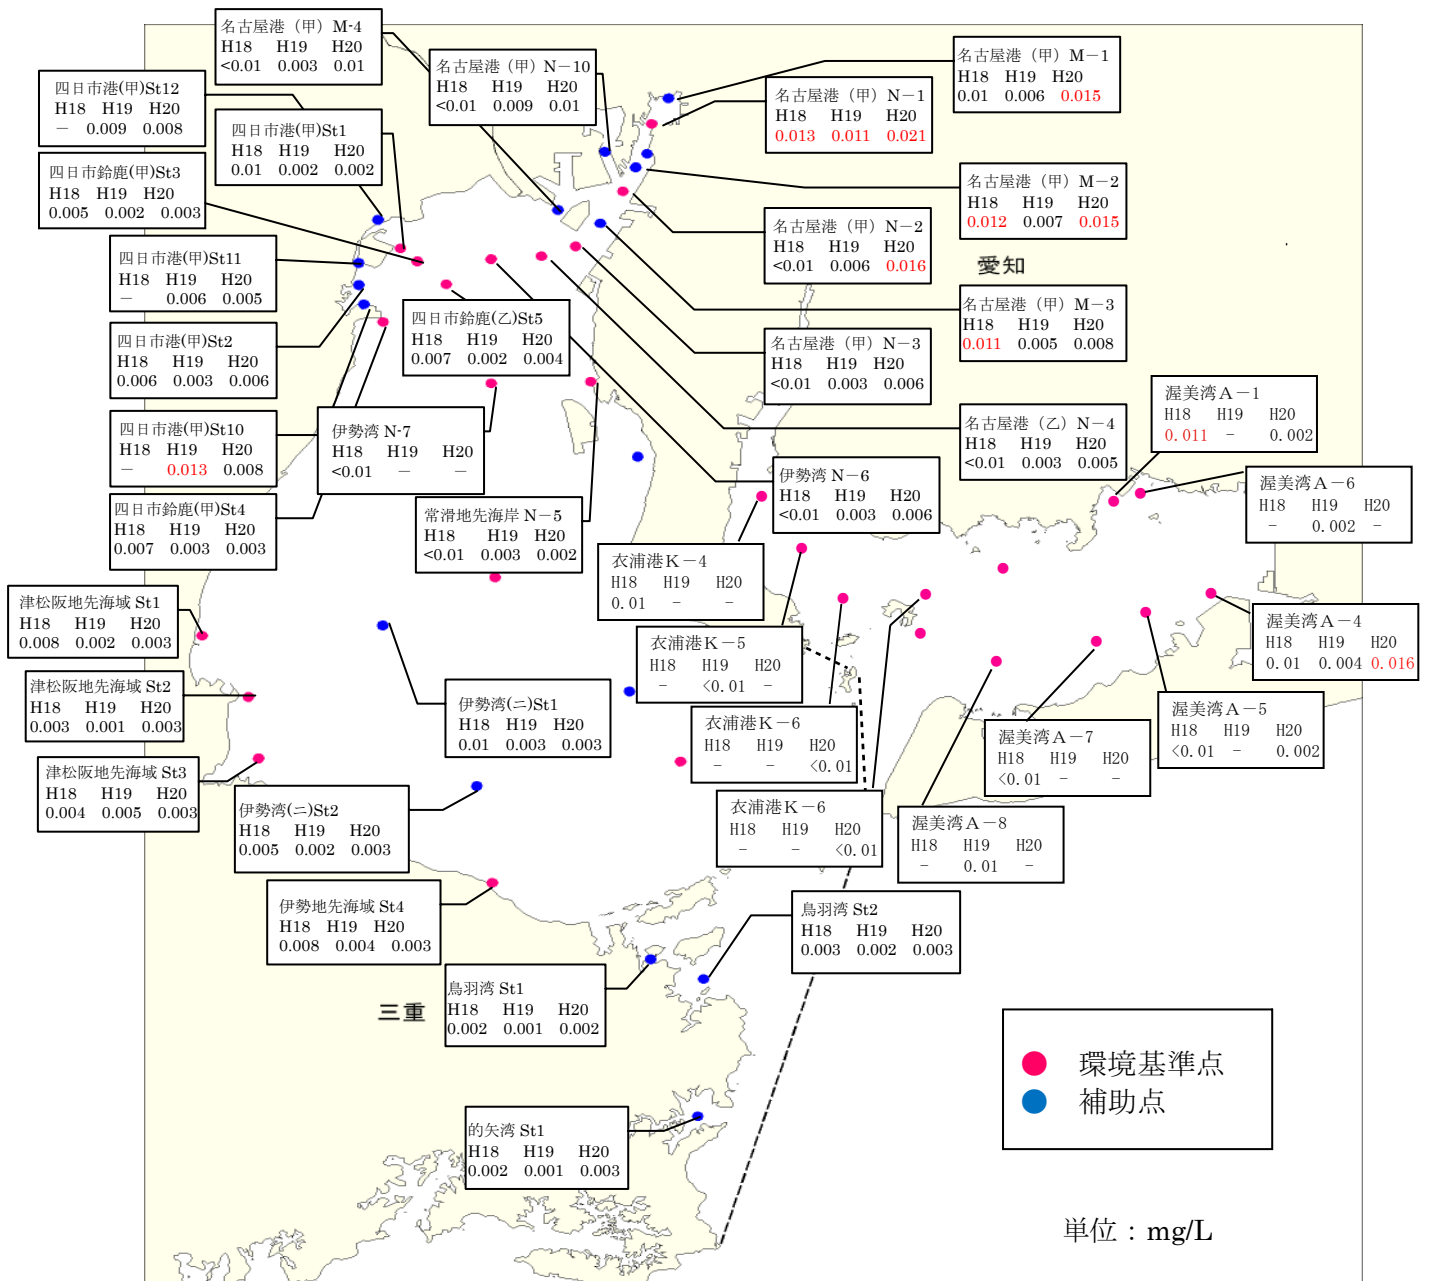 名古屋港（甲）M-4
H18 H19 H20
<0.01 0.003 0.01
名古屋港（甲）N－10
H18 H19 H20
<0.01 0.009 0.01
名古屋港（甲）M－1
H18 H19 H20
0.01 0.006 0.015
四日市港(甲)St12
H18 H19 H20
－ 0.009 0.008
名古屋港（甲）N－1
H18 H19 H20
0.013 0.011 0.021
四日市港(甲)St1
H18 H19 H20
0.01 0.002 0.002
四日市鈴鹿(甲)St3
H18 H19 H20
0.005 0.002 0.003
名古屋港（甲）M－2
H18 H19 H20
0.012 0.007 0.015
名古屋港（甲）N－2
H18 H19 H20
<0.01 0.006 0.016
四日市港(甲)St11
H18 H19 H20
－ 0.006 0.005
愛知
名古屋港（甲）M－3
H18 H19 H20
0.011 0.005 0.008
四日市鈴鹿(乙)St5
H18 H19 H20
0.007 0.002 0.004
四日市港(甲)St2
H18 H19 H20
0.006 0.003 0.006
名古屋港（甲）N－3
H18 H19 H20
<0.01 0.003 0.006
渥美湾A－1
H18 H19 H20
0.011 － 0.002
四日市港(甲)St10
H18 H19 H20
－ 0.013 0.008
伊勢湾 N-7
H18 H19 H20
<0.01 － －
名古屋港（乙）N－4
H18 H19 H20
<0.01 0.003 0.005
伊勢湾 N－6
H18 H19 H20
<0.01 0.003 0.006
渥美湾A－6
H18 H19 H20
－ 0.002 －
四日市鈴鹿(甲)St4
H18 H19 H20
0.007 0.003 0.003
常滑地先海岸 N－5
H18 H19 H20
<0.01 0.003 0.002
衣浦港K－4
H18 H19 H20
0.01 － －
津松阪地先海域 St1
H18 H19 H20
0.008 0.002 0.003
衣浦港K－5
H18 H19 H20
－ <0.01 －
渥美湾A－4
H18 H19 H20
0.01 0.004 0.016
津松阪地先海域 St2
H18 H19 H20
0.003 0.001 0.003
伊勢湾(ニ)St1
H18 H19 H20
0.01 0.003 0.003
衣浦港K－6
H18 H19 H20
－ － <0.01
渥美湾A－5
H18 H19 H20
<0.01 － 0.002
渥美湾A－7
H18 H19 H20
<0.01 － －
津松阪地先海域 St3
H18 H19 H20
0.004 0.005 0.003
伊勢湾(ニ)St2
H18 H19 H20
0.005 0.002 0.003
衣浦港K－6
H18 H19 H20
－ － <0.01
渥美湾A－8
H18 H19 H20
－ 0.01 －
伊勢地先海域 St4
H18 H19 H20
0.008 0.004 0.003
鳥羽湾 St2
H18 H19 H20
0.003 0.002 0.003
鳥羽湾 St1
H18 H19 H20
0.002 0.001 0.002
三重
環境基準点
補助点
的矢湾 St1
H18 H19 H20
0.002 0.001 0.003
単位：mg/L